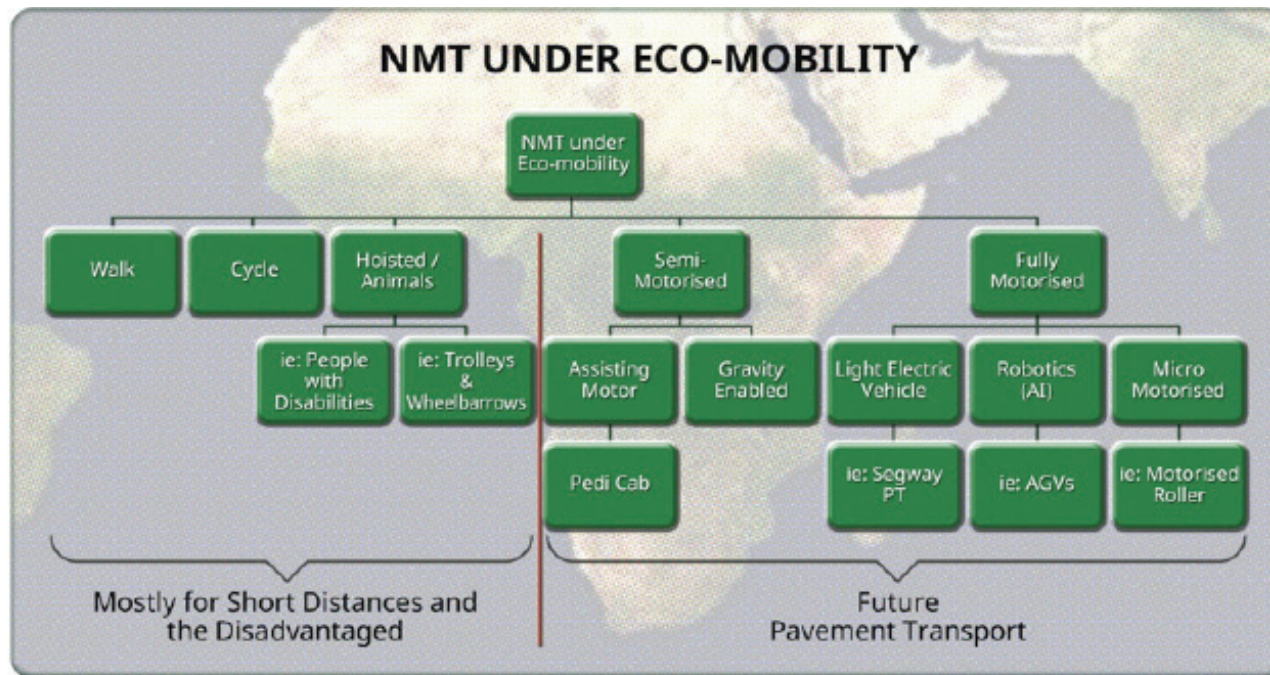 NMT UNDER ECO-MOBILITY
NMT under
Eco-mobility
Walk
Cycle
Hoisted /
Animals
Semi-
Motorised
Fully
Motorised
ie: People
with
Disabilities
ie: Trolleys
&
Wheelbarrows
Assisting
Motor
Gravity
Enabled
Light Electric
Vehicle
Robotics
(AI)
Micro
Motorised
Pedi Cab
ie: Segway
PT
ie: AGVs
ie: Motorised
Roller
Mostly for Short Distances and
the Disadvantaged
Future
Pavement Transport